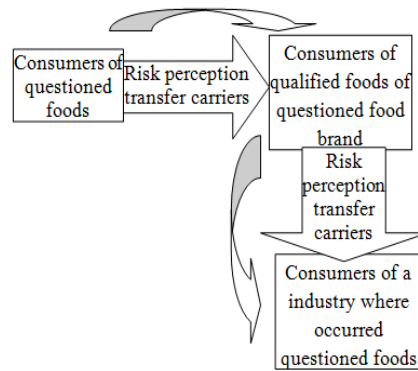 Consumers of
questioned
foods
Risk perception
transfer carriers
Consumers of
qualified foods of
questioned food
brand
Risk
perception
transfer
carriers
Consumers of a
industry where
occurred
questioned foods